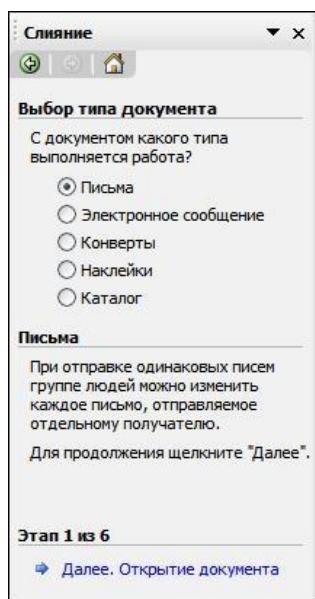 Слияние
Выбор типа документа
С документом какого типа
выполняется работа?
Письма
Электронное сообщение
Конверты
Наклейки
Каталог
Письма
При отправке одинаковых писем
группе людей можно изменить
каждое письмо, отправляемое
отдельному получателю.
Для продолжения щелкните "Далее".
Этап 1 из 6
Далее. Открытие документа